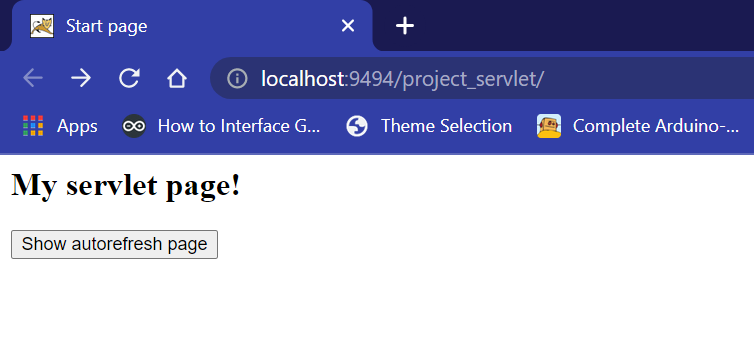 Start page
localhost:9494/project_servlet/
Apps How to Interface G... Theme Selection Complete Arduino-...
My servlet page!
Show autorefresh page